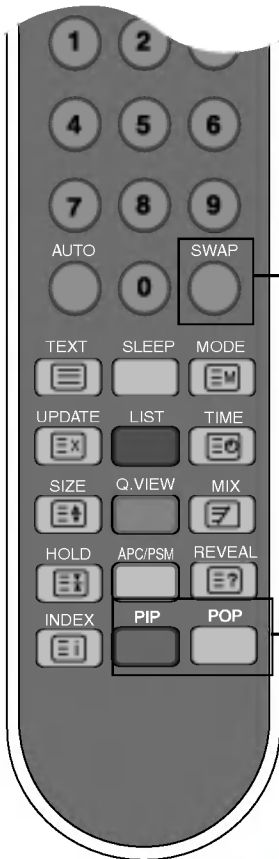 1 2
4 5 6
7 8 9
AUTO SWAP
0
TEXT SLEEP MODE
M
UPDATE LIST TIME
X
SIZE Q.VIEW MIX
HOLD APC/PSM REVEAL
?
INDEX PIP POP
i